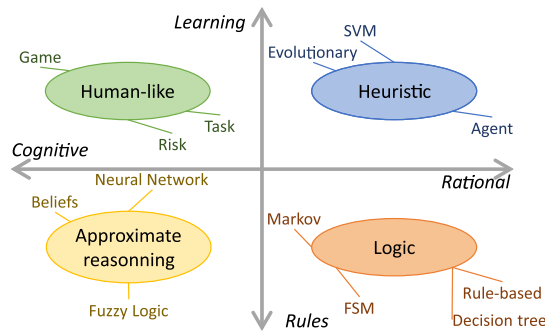 Learning
SVM
Game
Evolutionary
Human-like
Heuristic
Task
Agent
Risk
Cognitive
Rational
Neural Network
Beliefs
Markov
Approximate
reasonning
Logic
Rule-based
Fuzzy Logic
FSM
Decision tree
Rules